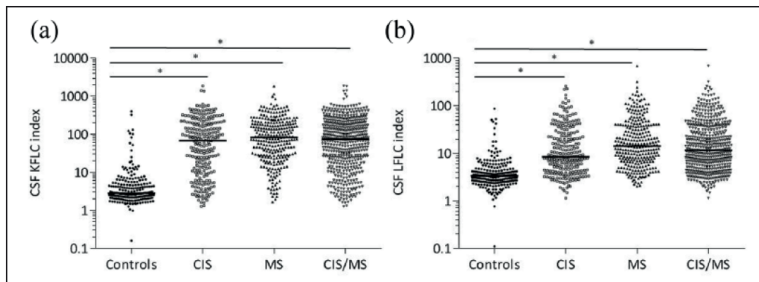 (a)
*
*
*
10000
1000
100
10
1
0.1
CSF KFLC index
Controls CIS MS CIS/MS
(b)
*
*
*
1000
100
10
1
0.1
CSF LFLC index
Controls CIS MS CIS/MS